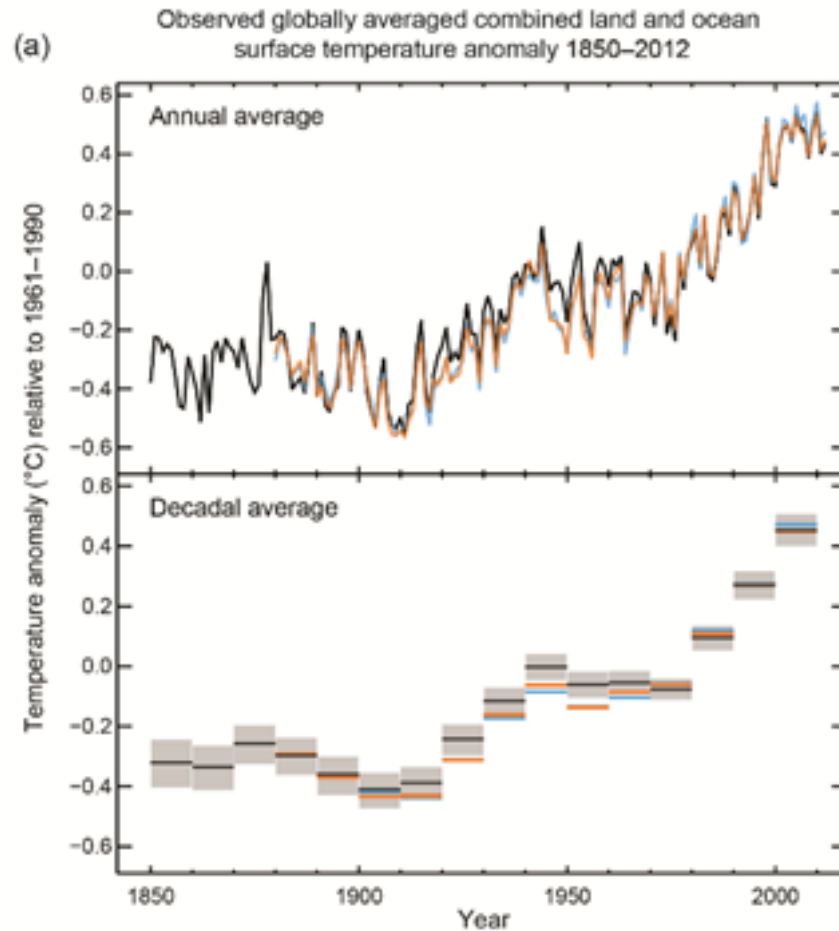 Observed globally averaged combined land and ocean
surface temperature anomaly 1850–2012
(a)
Temperature anomaly (°C) relative to 1961–1990
Annual average
0.6
0.4
0.2
0.0
−0.2
−0.4
−0.6
Decadal average
0.6
0.4
0.2
0.0
−0.2
−0.4
−0.6
1850
1900
1950
2000
Year